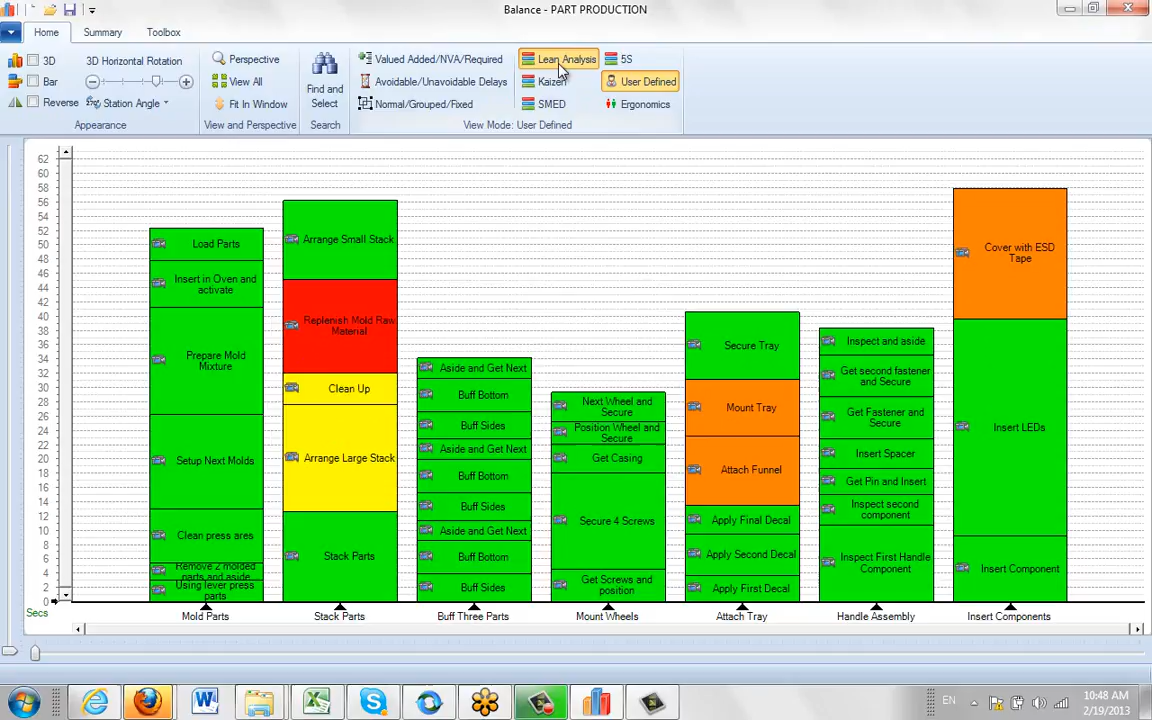 Balance - PART PRODUCTION
Home Summary Toolbox
3D 3D Horizontal Rotation Perspective Valued Added/NVA/Required Lean Analysis 5S
Bar View All Find and Select Avoidable/Unavoidable Delays Kaizen User Defined
Reverse Station Angle Fit In Window Normal/Grouped/Fixed SMED Ergonomics
Appearance View and Perspective Search View Mode: User Defined
62
60
58
56
54
52
50
48
46
44
42
40
38
36
34
32
30
28
26
24
22
20
18
16
14
12
10
8
6
4
2
0
Secs
Load Parts
Insert in Oven and
activate
Prepare Mold
Mixture
Setup Next Molds
Clean press ares
Remove 2 molded
parts and aside
Using lever press
parts
Arrange Small Stack
Replenish Mold Raw
Material
Clean Up
Arrange Large Stack
Stack Parts
Aside and Get Next
Buff Bottom
Buff Sides
Aside and Get Next
Buff Bottom
Buff Sides
Aside and Get Next
Buff Bottom
Buff Sides
Next Wheel and
Secure
Position Wheel and
Secure
Get Casing
Secure 4 Screws
Get Screws and
position
Secure Tray
Mount Tray
Attach Funnel
Apply Final Decal
Apply Second Decal
Apply First Decal
Inspect and aside
Get second fastener
and Secure
Get Fastener and
Secure
Insert Spacer
Get Pin and Insert
Inspect second
component
Inspect First Handle
Component
Cover with ESD
Tape
Insert LEDs
Insert Component
Mold Parts Stack Parts Buff Three Parts Mount Wheels Attach Tray Handle Assembly Insert Components
EN 10:48 AM
2/19/2013